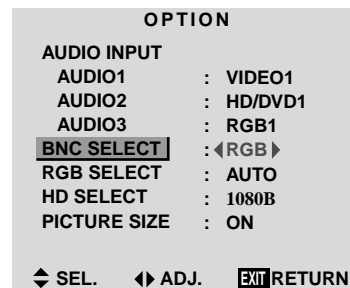 OPTION
AUDIO INPUT
AUDIO1 : VIDEO1
AUDIO2 : HD/DVD1
AUDIO3 : RGB1
BNC SELECT : ◀RGB▶
RGB SELECT : AUTO
HD SELECT : 1080B
PICTURE SIZE : ON
SEL. ADJ. EXIT RETURN